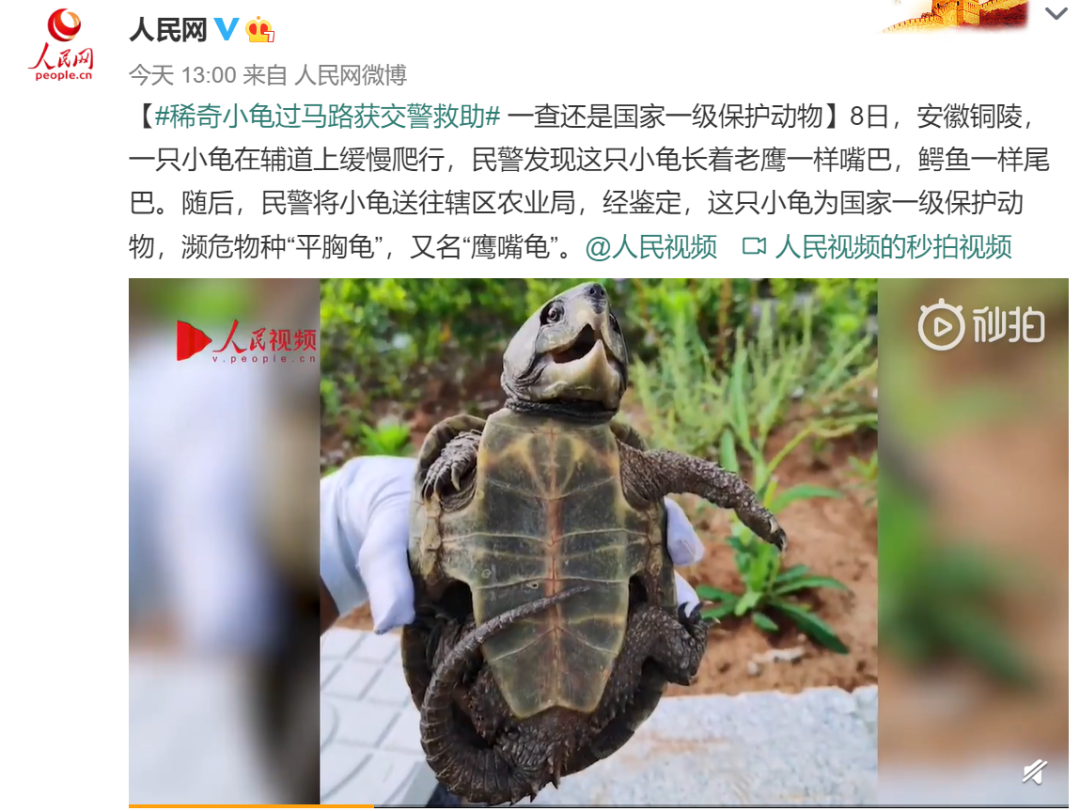 人民网
人民网
people.cn
今天 13:00 来自 人民网微博
【#稀奇小龟过马路获交警救助# 一查还是国家一级保护动物】8日，安徽铜陵，
一只小龟在辅道上缓慢爬行，民警发现这只小龟长着老鹰一样嘴巴，鳄鱼一样尾
巴。随后，民警将小龟送往辖区农业局，经鉴定，这只小龟为国家一级保护动
物，濒危物种“平胸龟”，又名“鹰嘴龟”。@人民视频 人民视频的秒拍视频
人民视频
v.people.cn
秒拍